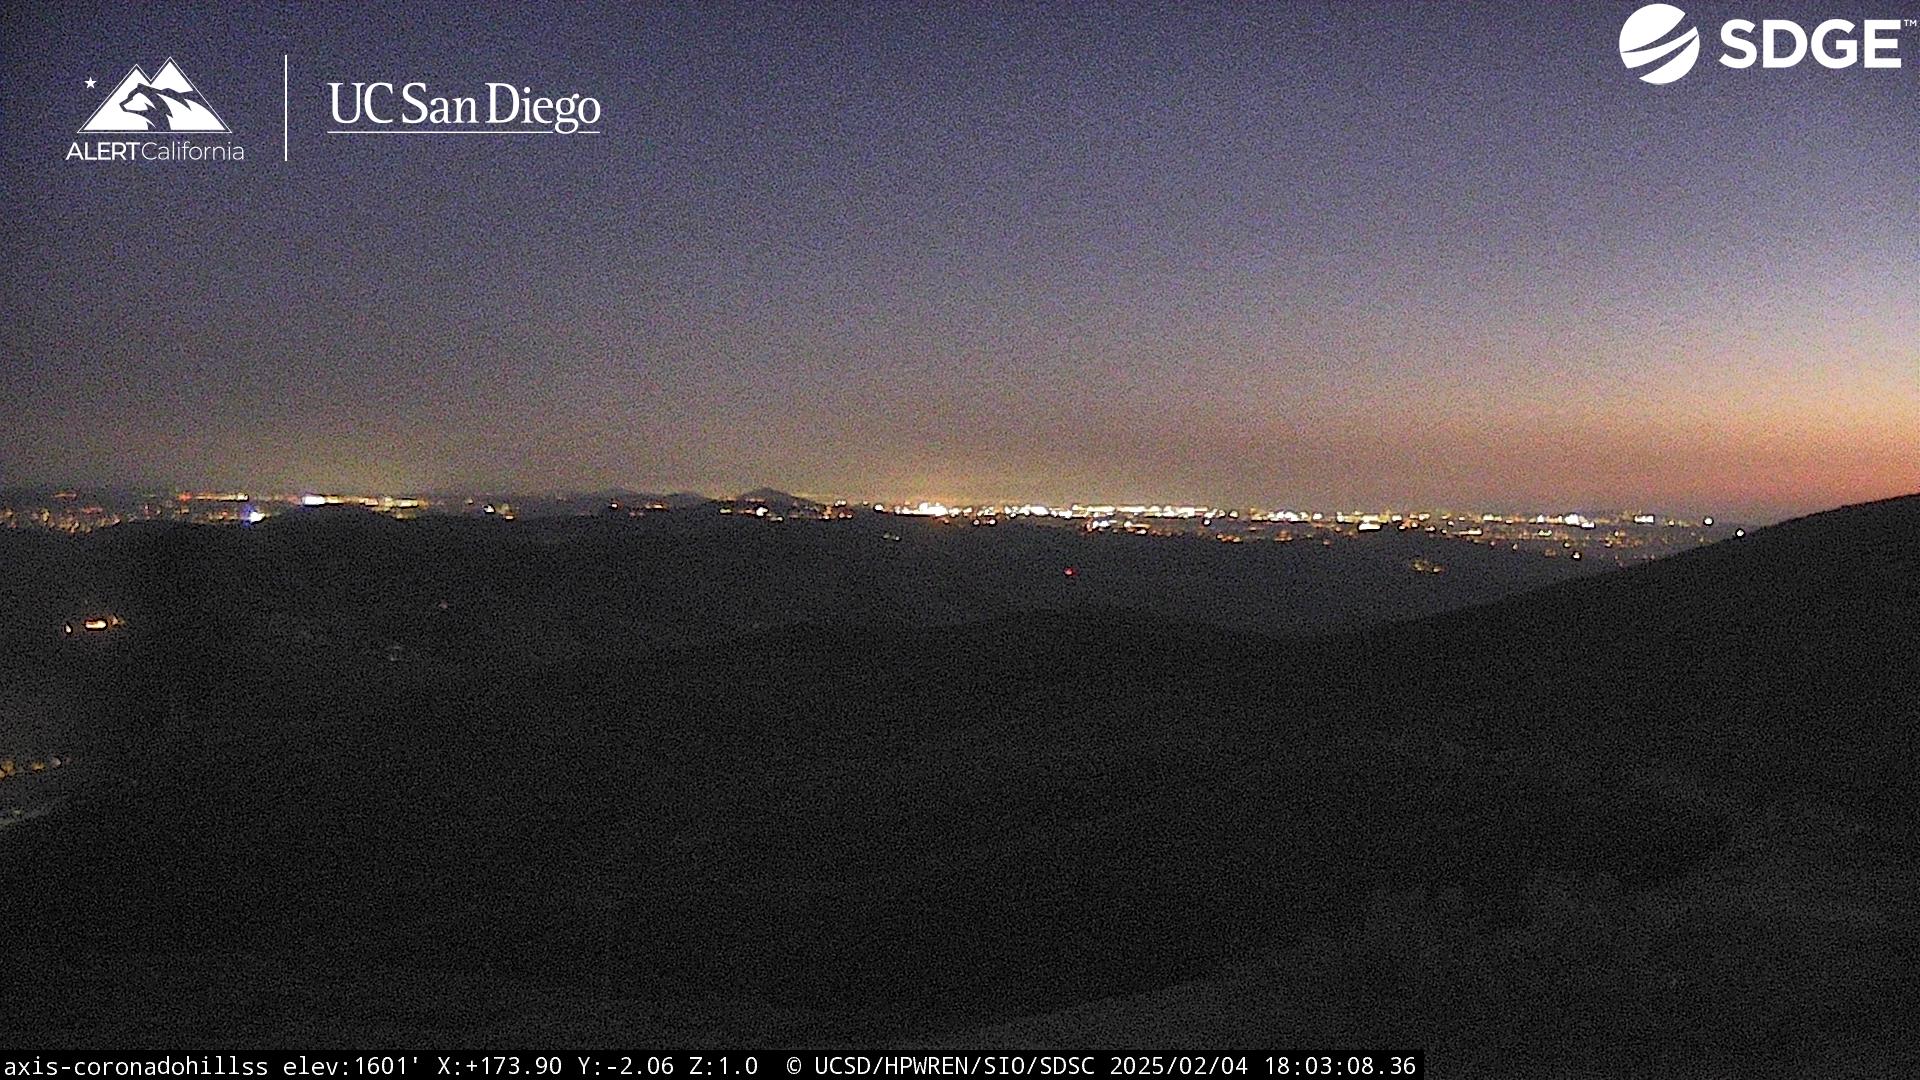 SDGE™
UC San Diego
ALERTCalifornia
axis-coronadohillss elev:1601' X:+173.90 Y:-2.06 Z:1.0 © UCSD/HPWREN/SIO/SDSC 2025/02/04 18:03:08.36